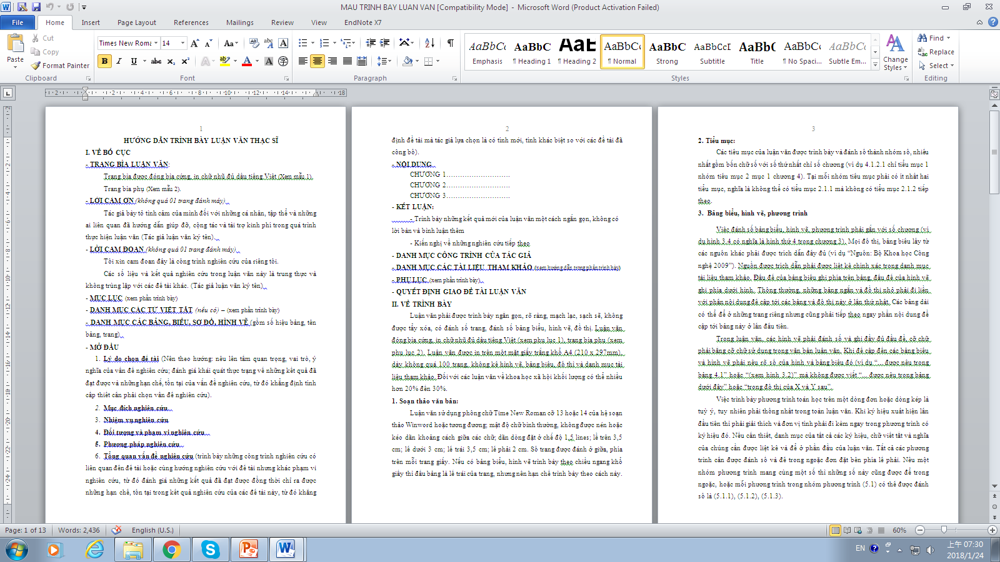 MAU TRINH BAY LUAN VAN [Compatibility Mode] - Microsoft Word (Product Activation Failed)
File Home Insert Page Layout References Mailings Review View EndNote X7
Paste
Cut
Copy
Format Painter
Clipboard
Times New Roma 14
Font
Paragraph
AaBbCc AaBbC AaBb AaBbCc AaBbC AaBbCcI AaBbC AaBbCc AaBbCc
Emphasis ¶ Heading 1 ¶ Heading 2 ¶ Normal Strong Subtitle Title ¶ No Spaci... Subtle Em...
Styles
Change Styles
Find
Replace
Select
Editing
1
HƯỚNG DẪN TRÌNH BÀY LUẬN VĂN THẠC SĨ
I. VỀ BỐ CỤC
- TRANG BÌA LUẬN VĂN:
Trang bìa được đóng bìa cứng, in chữ nhũ đủ dấu tiếng Việt (Xem mẫu 1).
Trang bìa phụ (Xem mẫu 2).
- LỜI CẢM ƠN (không quá 01 trang đánh máy)
Tác giả bày tỏ tình cảm của mình đối với những cá nhân, tập thể và những
ai liên quan đã hướng dẫn giúp đỡ, cộng tác và tài trợ kinh phí trong quá trình
thực hiện luận văn (Tác giả luận văn ký tên).
- LỜI CAM ĐOAN (không quá 01 trang đánh máy)
Tôi xin cam đoan đây là công trình nghiên cứu của riêng tôi.
Các số liệu và kết quả nghiên cứu trong luận văn này là trung thực và
không trùng lặp với các đề tài khác. (Tác giả luận văn ký tên)
- MỤC LỤC (xem phần trình bày)
- DANH MỤC CÁC TỪ VIẾT TẮT (nếu có) – (xem phần trình bày)
- DANH MỤC CÁC BẢNG, BIỂU, SƠ ĐỒ, HÌNH VẼ (gồm số hiệu bảng, tên
bảng, trang)
- MỞ ĐẦU
1. Lý do chọn đề tài (Nên theo hướng: nêu lên tầm quan trọng, vai trò, ý
nghĩa của vấn đề nghiên cứu; đánh giá khái quát thực trạng về những kết quả đã
đạt được và những hạn chế, tồn tại của vấn đề nghiên cứu, từ đó khẳng định tính
cấp thiết cần phải chọn vấn đề nghiên cứu).
2. Mục đích nghiên cứu
3. Nhiệm vụ nghiên cứu
4. Đối tượng và phạm vi nghiên cứu
5. Phương pháp nghiên cứu
6. Tổng quan vấn đề nghiên cứu (trình bày những công trình nghiên cứu có
liên quan đến đề tài hoặc cùng hướng nghiên cứu với đề tài nhưng khác phạm vi
nghiên cứu, từ đó đánh giá những kết quả đã đạt được đồng thời chỉ ra được
những hạn chế, tồn tại trong kết quả nghiên cứu của các đề tài này, từ đó khẳng
2
định đề tài mà tác giả lựa chọn là có tính mới, tính khác biệt so với các đề tài đã
công bố).
- NỘI DUNG
CHƯƠNG 1............................
CHƯƠNG 2............................
CHƯƠNG 3............................
- KẾT LUẬN:
- Trình bày những kết quả mới của luận văn một cách ngắn gọn, không có
lời bàn và bình luận thêm
- Kiến nghị về những nghiên cứu tiếp theo
- DANH MỤC CÔNG TRÌNH CỦA TÁC GIẢ
- DANH MỤC CÁC TÀI LIỆU THAM KHẢO (xem hướng dẫn trong phần trình bày)
- PHỤ LỤC (xem phần trình bày)
- QUYẾT ĐỊNH GIAO ĐỀ TÀI LUẬN VĂN
II. VỀ TRÌNH BÀY
Luận văn phải được trình bày ngắn gọn, rõ ràng, mạch lạc, sạch sẽ, không
được tẩy xóa, có đánh số trang, đánh số bảng biểu, hình vẽ, đồ thị. Luận văn
đóng bìa cứng, in chữ nhũ đủ dấu tiếng Việt (xem phụ lục 1), trang bìa phụ (xem
phụ lục 2). Luận văn được in trên một mặt giấy trắng khổ A4 (210 x 297mm),
dày không quá 100 trang, không kể hình vẽ, bảng biểu, đồ thị và danh mục tài
liệu tham khảo. Đối với các luận văn về khoa học xã hội khối lượng có thể nhiều
hơn 20% đến 30%.
1. Soạn thảo văn bản:
Luận văn sử dụng phông chữ Time New Roman cỡ 13 hoặc 14 của hệ soạn
thảo Winword hoặc tương đương; mật độ chữ bình thường, không được nén hoặc
kéo dãn khoảng cách giữa các chữ; dãn dòng đặt ở chế độ 1,5 lines; lề trên 3,5
cm; lề dưới 3 cm; lề trái 3,5 cm; lề phải 2 cm. Số trang được đánh ở giữa, phía
trên mỗi trang giấy. Nếu có bảng biểu, hình vẽ trình bày theo chiều ngang khổ
giấy thì đầu bảng là lề trái của trang, nhưng nên hạn chế trình bày theo cách này.
3
2. Tiểu mục:
Các tiểu mục của luận văn được trình bày và đánh số thành nhóm số, nhiều
nhất gồm bốn chữ số với số thứ nhất chỉ số chương (ví dụ 4.1.2.1 chỉ tiểu mục 1
nhóm tiểu mục 2 mục 1 chương 4). Tại mỗi nhóm tiểu mục phải có ít nhất hai
tiểu mục, nghĩa là không thể có tiểu mục 2.1.1 mà không có tiểu mục 2.1.2 tiếp
theo.
3. Bảng biểu, hình vẽ, phương trình
Việc đánh số bảng biểu, hình vẽ, phương trình phải gắn với số chương (ví
dụ hình 3.4 có nghĩa là hình thứ 4 trong chương 3). Mọi đồ thị, bảng biểu lấy từ
các nguồn khác phải được trích dẫn đầy đủ (ví dụ “Nguồn: Bộ Khoa học Công
nghệ 2009”). Nguồn được trích dẫn phải được liệt kê chính xác trong danh mục
tài liệu tham khảo. Đầu đề của bảng biểu ghi phía trên bảng, đầu đề của hình vẽ
ghi phía dưới hình. Thông thường, những bảng ngắn và đồ thị nhỏ phải đi liền
với phần nội dung đề cập tới các bảng và đồ thị này ở lần thứ nhất. Các bảng dài
có thể để ở những trang riêng nhưng cũng phải tiếp theo ngay phần nội dung đề
cập tới bảng này ở lần đầu tiên.
Trong luận văn, các hình vẽ phải đánh số và ghi đầy đủ đầu đề, cỡ chữ
phải bằng cỡ chữ sử dụng trong văn bản luận văn. Khi đề cập đến các bảng biểu
và hình vẽ phải nêu rõ số của hình và bảng biểu đó (ví dụ “... được nêu trong
bảng 4.1” hoặc “(xem hình 3.2)” mà không được viết “... được nêu trong bảng
dưới đây” hoặc “trong đồ thị của X và Y sau”.
Việc trình bày phương trình toán học trên một dòng đơn hoặc dòng kép là
tuỳ ý, tuy nhiên phải thống nhất trong toàn luận văn. Khi ký hiệu xuất hiện lần
đầu tiên thì phải giải thích và đơn vị tính phải đi kèm ngay trong phương trình có
ký hiệu đó. Nếu cần thiết, danh mục của tất cả các ký hiệu, chữ viết tắt và nghĩa
của chúng cần được liệt kê và để ở phần đầu của luận văn. Tất cả các phương
trình cần được đánh số và để trong ngoặc đơn đặt bên phía lề phải. Nếu một
nhóm phương trình mang cùng một số thì những số này cũng được để trong
ngoặc, hoặc mỗi phương trình trong nhóm phương trình (5.1) có thể được đánh
số là (5.1.1), (5.1.2), (5.1.3).
Page: 1 of 13 Words: 2,436 English (U.S.) 60%
EN
上午 07:30
2018/1/24